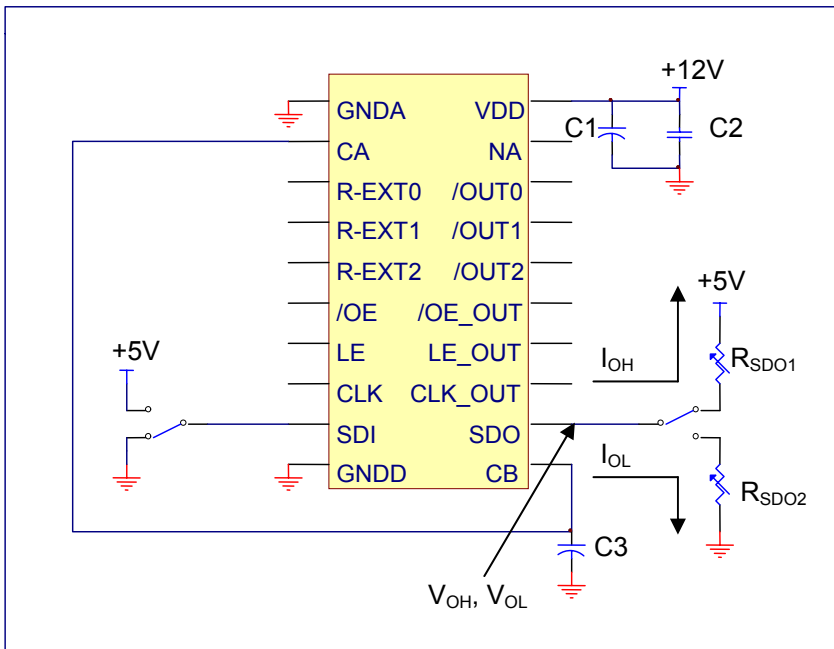 +12V
GNDA VDD
C1 C2
CA NA
R-EXT0 /OUT0
R-EXT1 /OUT1
R-EXT2 /OUT2
+5V
/OE /OE_OUT
+5V
LE LE_OUT
IOH
RSDO1
CLK CLK_OUT
SDI SDO
IOL
GNDD CB
RSDO2
C3
VOH, VOL